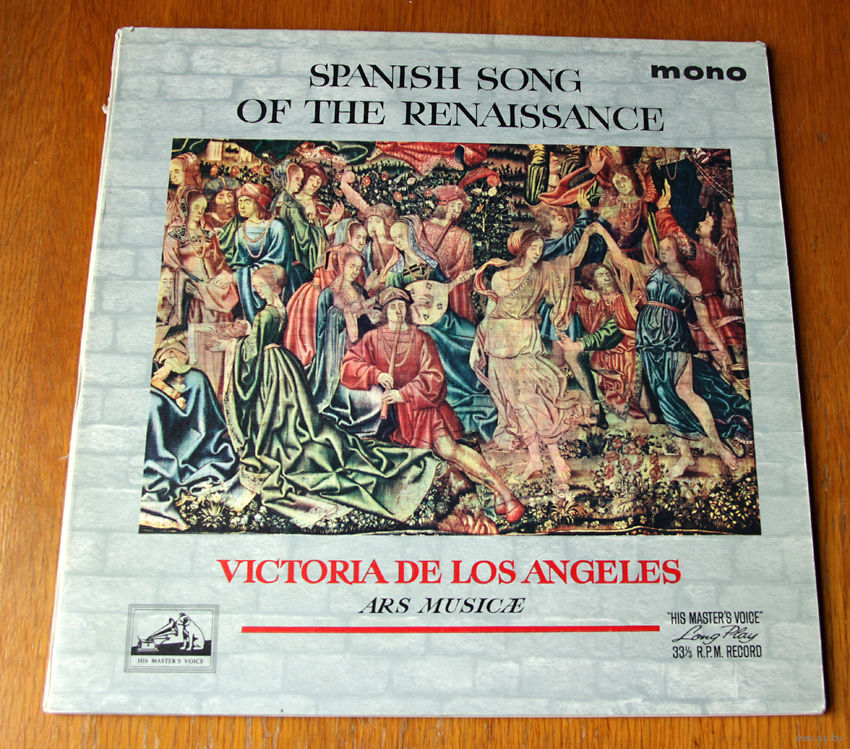 mono
SPANISH SONG
OF THE RENAISSANCE
VICTORIA DE LOS ANGELES
ARS MUSICÆ
HIS MASTER'S VOICE
"HIS MASTER'S VOICE"
Long Play
33⅓ R.P.M. RECORD